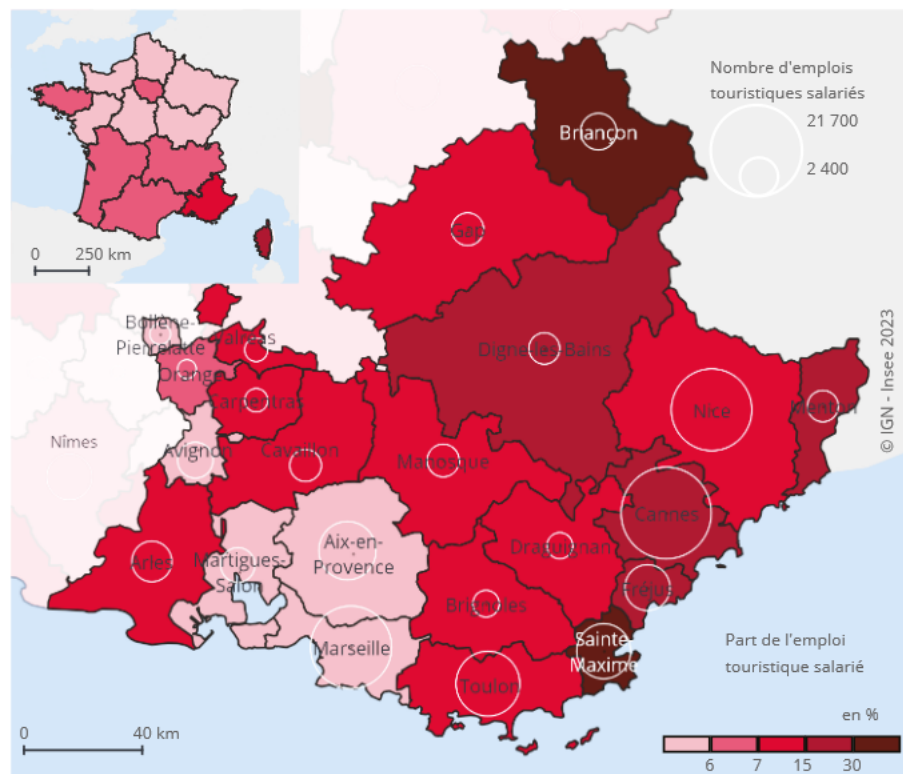 Nombre d'emplois
touristiques salariés
21 700
2 400
0 250 km
Briançon
Gap
Bollène-
Pierrelatte
Valréas
Orange
Digne-les-Bains
Carpentras
Nice
Menton
Nîmes
Avignon
Cavaillon
Manosque
Cannes
Arles
Martigues-
Salon
Aix-en-
Provence
Draguignan
Fréjus
Brignoles
Marseille
Sainte-
Maxime
Toulon
© IGN - Insee 2023
Part de l'emploi
touristique salarié
en %
6 7 15 30
0 40 km